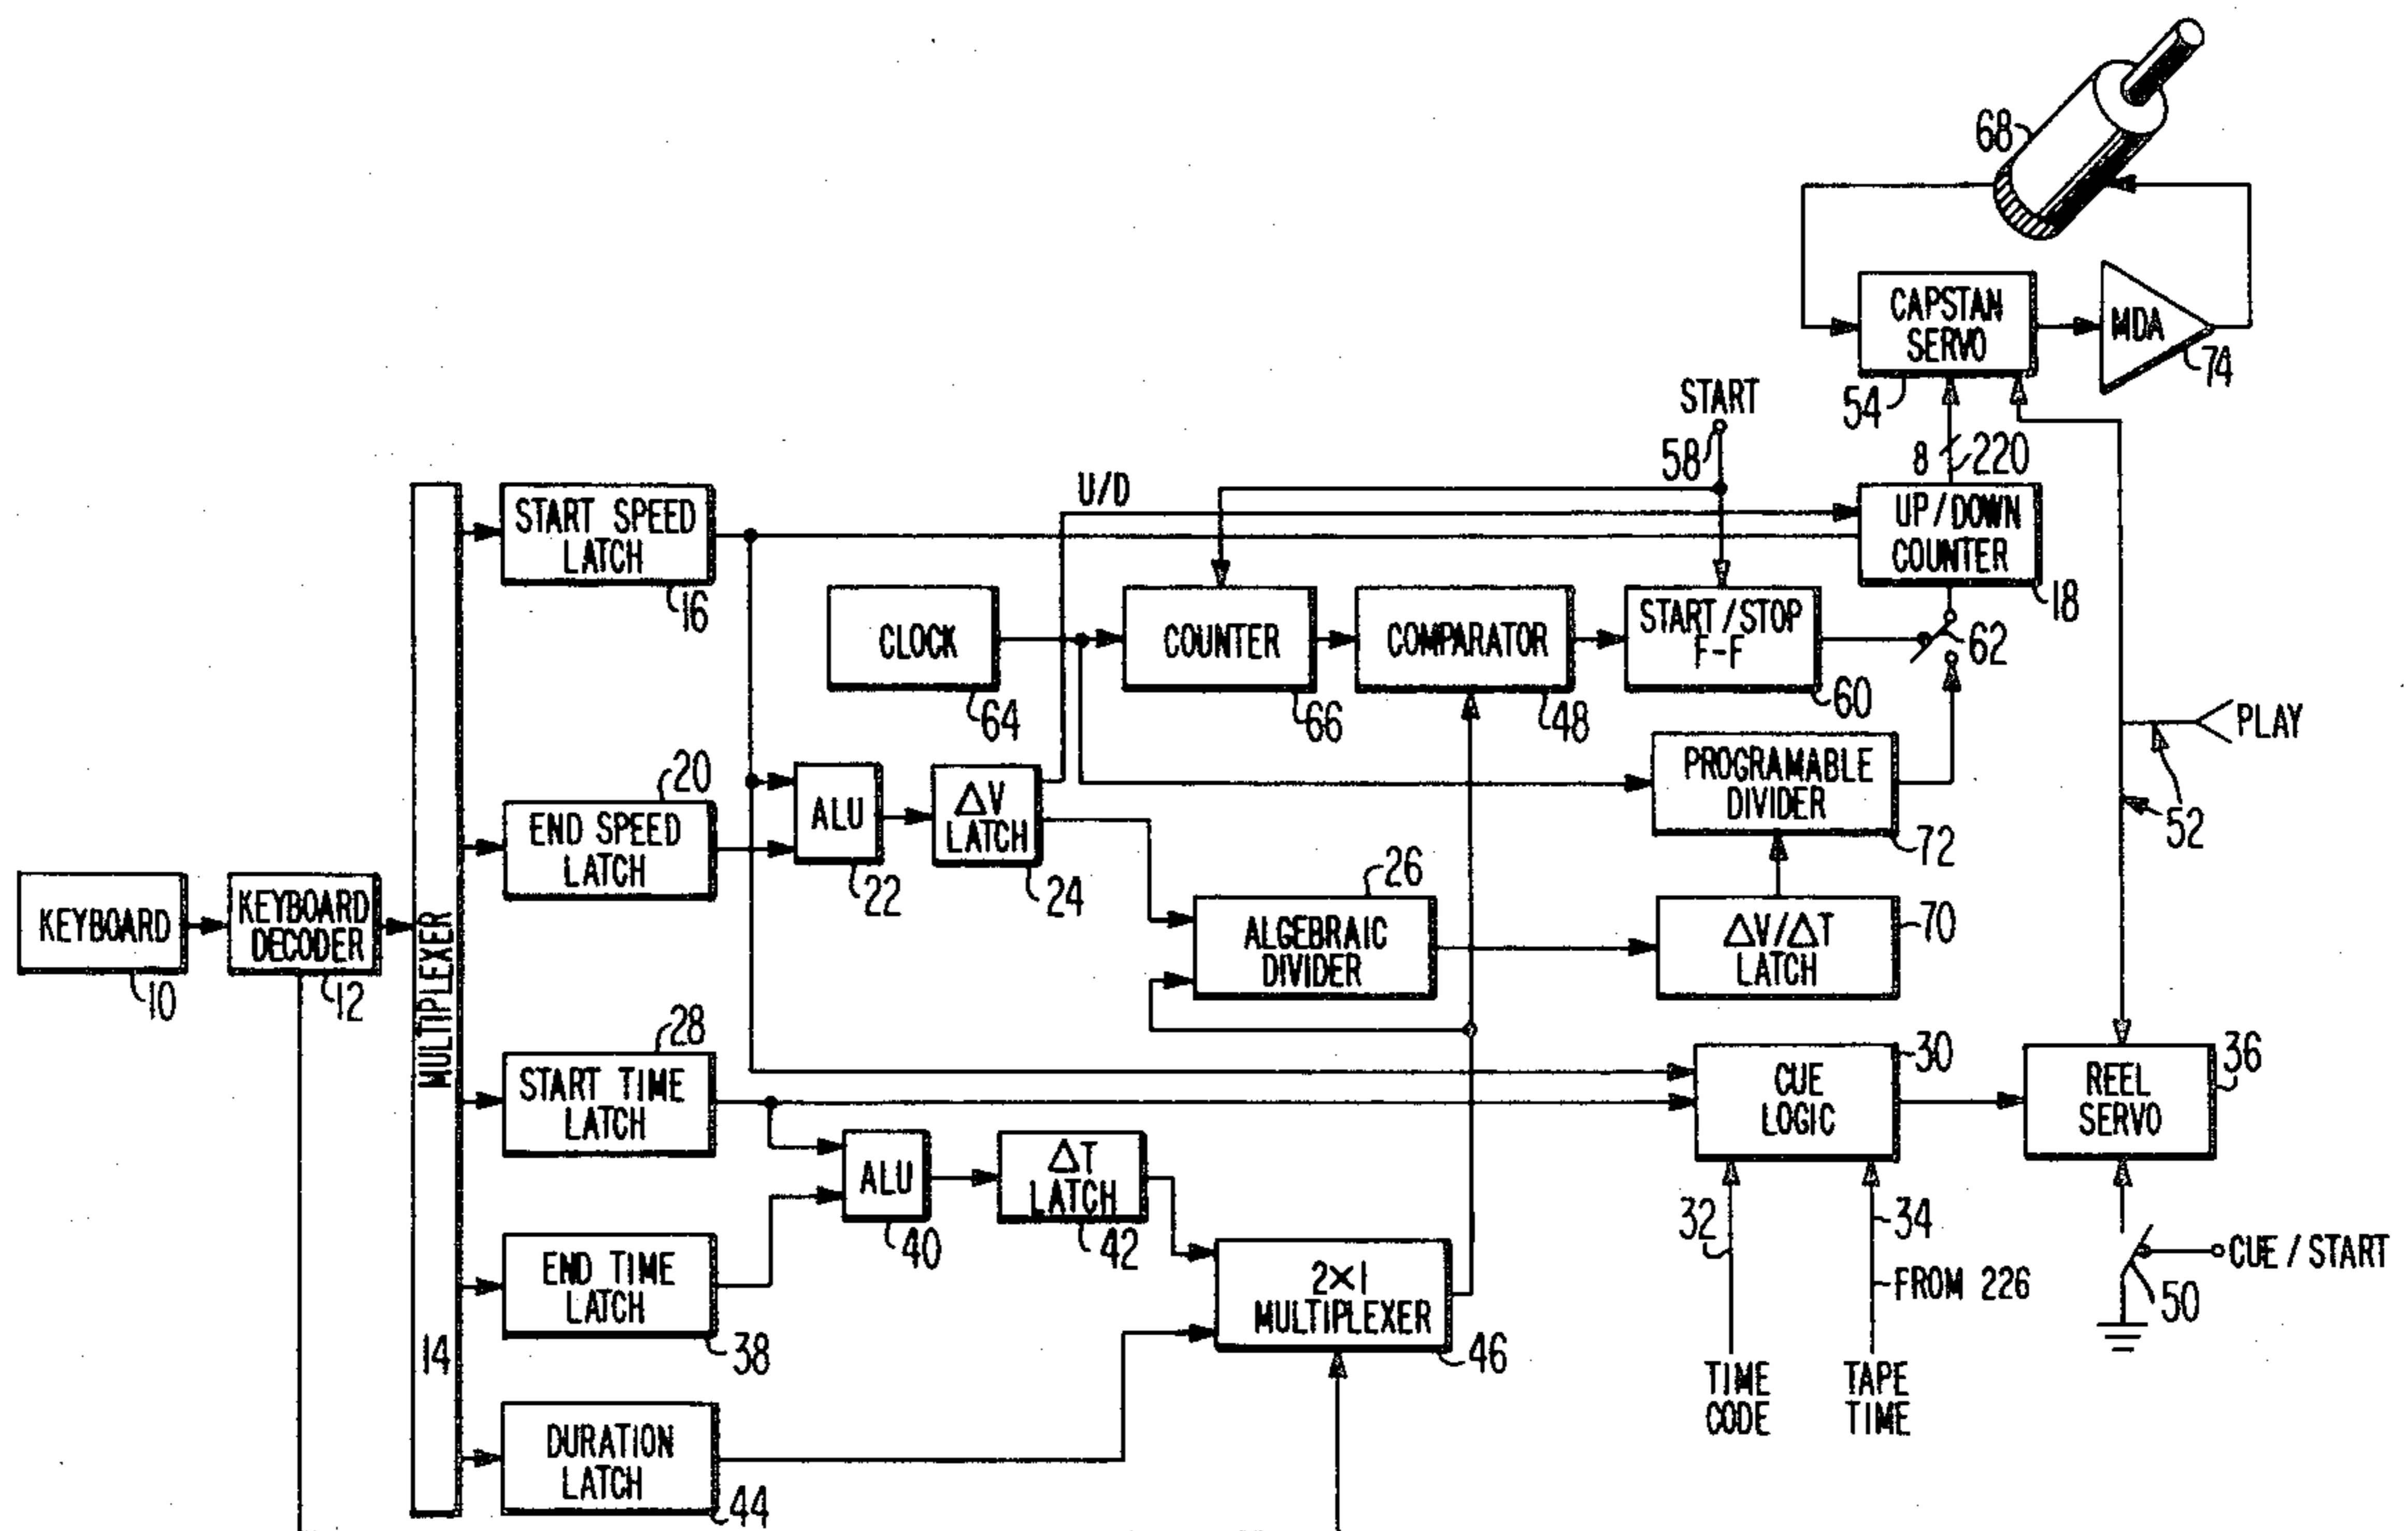 68
CAPSTAN
SERVO
MDA
74
54
START
58
8
220
U/D
START SPEED
LATCH
16
UP/DOWN
COUNTER
18
CLOCK
64
COUNTER
66
COMPARATOR
48
START/STOP
F-F
60
62
PLAY
52
20
END SPEED
LATCH
ALU
22
ΔV
LATCH
24
PROGRAMABLE
DIVIDER
72
KEYBOARD
10
KEYBOARD
DECODER
12
MULTIPLEXER
14
26
ALGEBRAIC
DIVIDER
ΔV/ΔT
LATCH
70
28
START TIME
LATCH
CUE
LOGIC
30
REEL
SERVO
36
ALU
40
ΔT
LATCH
42
32
34
FROM 226
CUE/START
50
END TIME
LATCH
38
2X1
MULTIPLEXER
46
TIME
CODE
TAPE
TIME
DURATION
LATCH
44